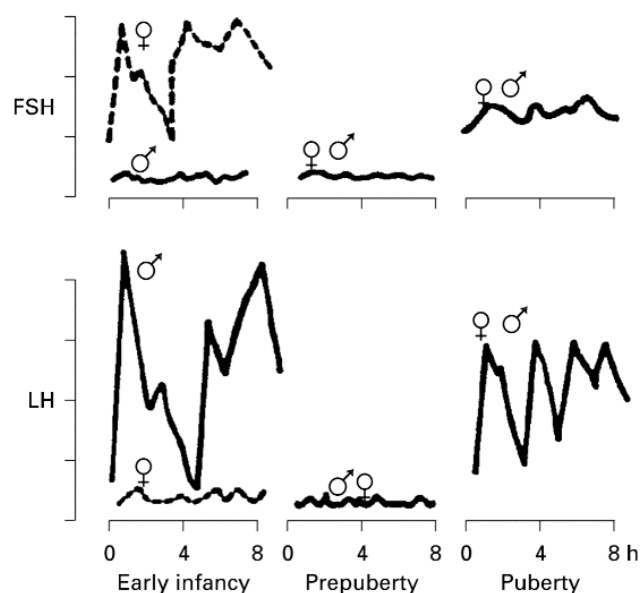 ♀
FSH
♂
♀ ♂
♀ ♂
♂
♀ ♂
LH
♀
♂ ♀
0 4 8 0 4 8 0 4 8 h
Early infancy Prepuberty Puberty